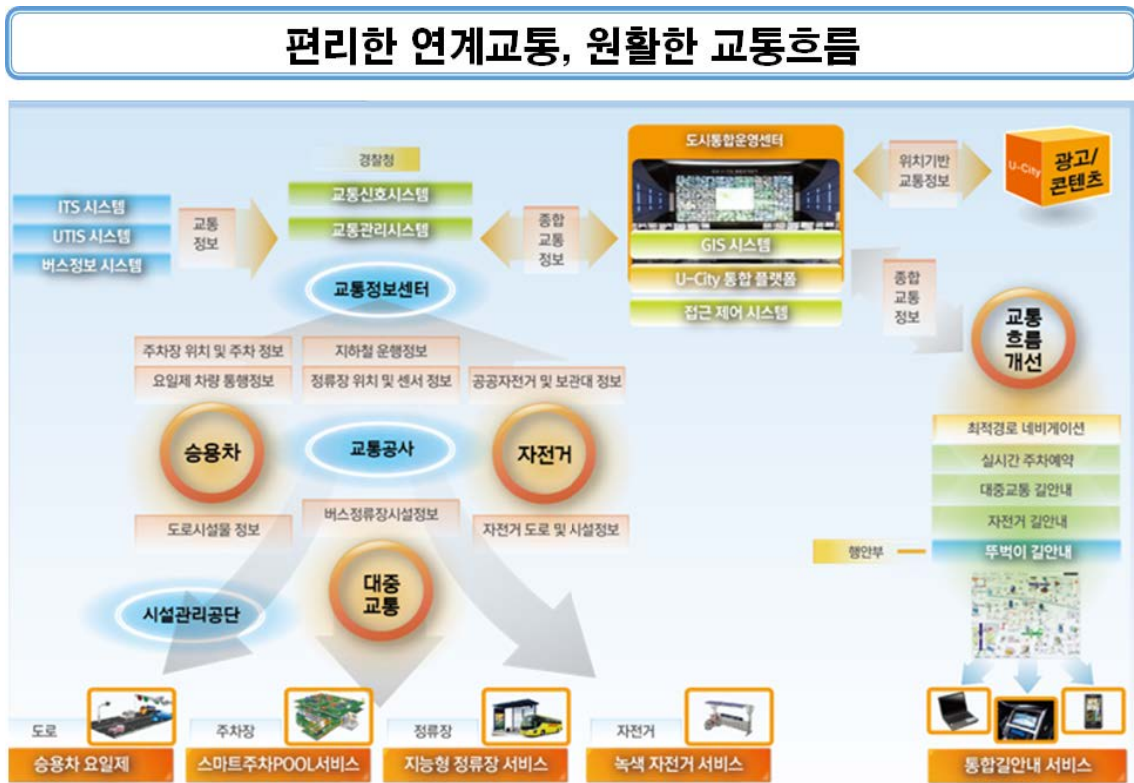 편리한 연계교통, 원활한 교통흐름
ITS 시스템
UTIS 시스템
버스정보 시스템
교통
정보
경찰청
교통신호시스템
교통관리시스템
교통정보센터
종합
교통
정보
도시통합운영센터
GIS 시스템
U-City 통합 플랫폼
접근 제어 시스템
위치기반
교통정보
U-City
광고/
콘텐츠
종합
교통
정보
교통
흐름
개선
주차장 위치 및 주차 정보
지하철 운행정보
요일제 차량 통행정보
정류장 위치 및 센서 정보
공공자전거 및 보관대 정보
승용차
교통공사
자전거
도로시설물 정보
버스정류장시설정보
자전거 도로 및 시설정보
시설관리공단
대중
교통
최적경로 네비게이션
실시간 주차예약
대중교통 길안내
자전거 길안내
행안부
뚜벅이 길안내
도로
승용차 요일제
주차장
스마트주차POOL서비스
정류장
지능형 정류장 서비스
자전거
녹색 자전거 서비스
통합길안내 서비스